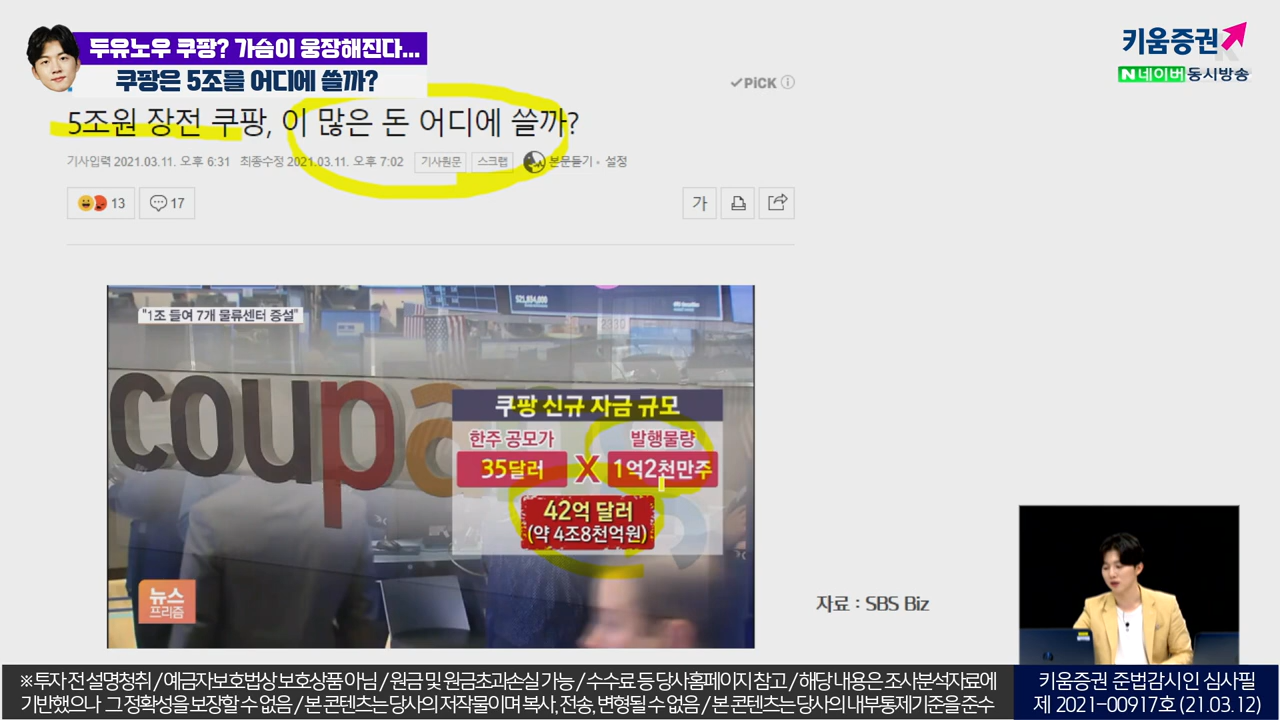 두유노우 쿠팡? 가슴이 웅장해진다...
쿠팡은 5조를 어디에 쓸까?
키움증권
N 네이버 동시방송
PiCK
5조원 장전 쿠팡, 이 많은 돈 어디에 쓸까?
기사입력 2021.03.11. 오후 6:31 최종수정 2021.03.11. 오후 7:02 기사원문 스크랩 본문듣기 · 설정
13 17 가
"1조 들여 7개 물류센터 증설"
coupa
쿠팡 신규 자금 규모
한주 공모가 발행물량
35달러 X 1억2천만주
42억 달러
(약 4조8천억원)
뉴스
프리즘
자료 : SBS Biz
※ 투자 전 설명청취 / 예금자보호법상 보호상품 아님 / 원금 및 원금초과손실 가능 / 수수료 등 당사홈페이지 참고 / 해당 내용은 조사분석자료에
기반했으나 그 정확성을 보장할 수 없음 / 본 콘텐츠는 당사의 저작물이며 복사, 전송, 변형될 수 없음 / 본 콘텐츠는 당사의 내부통제기준을 준수
키움증권 준법감시인 심사필
제 2021-00917호 (21.03.12)